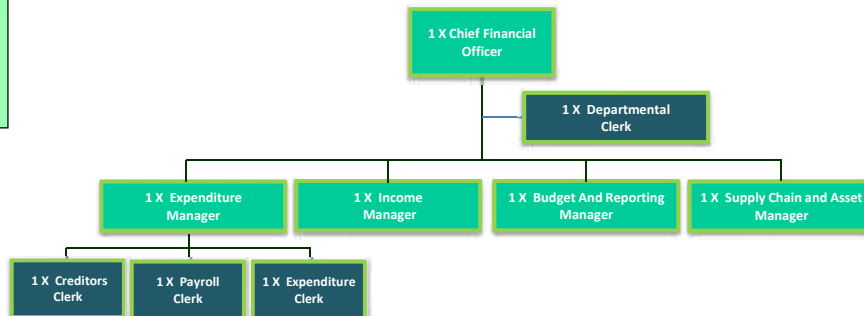 1 X Chief Financial
Officer
1 X Departmental
Clerk
1 X Expenditure
Manager
1 X Income
Manager
1 X Budget And Reporting
Manager
1 X Supply Chain and Asset
Manager
1 X Creditors
Clerk
1 X Payroll
Clerk
1 X Expenditure
Clerk